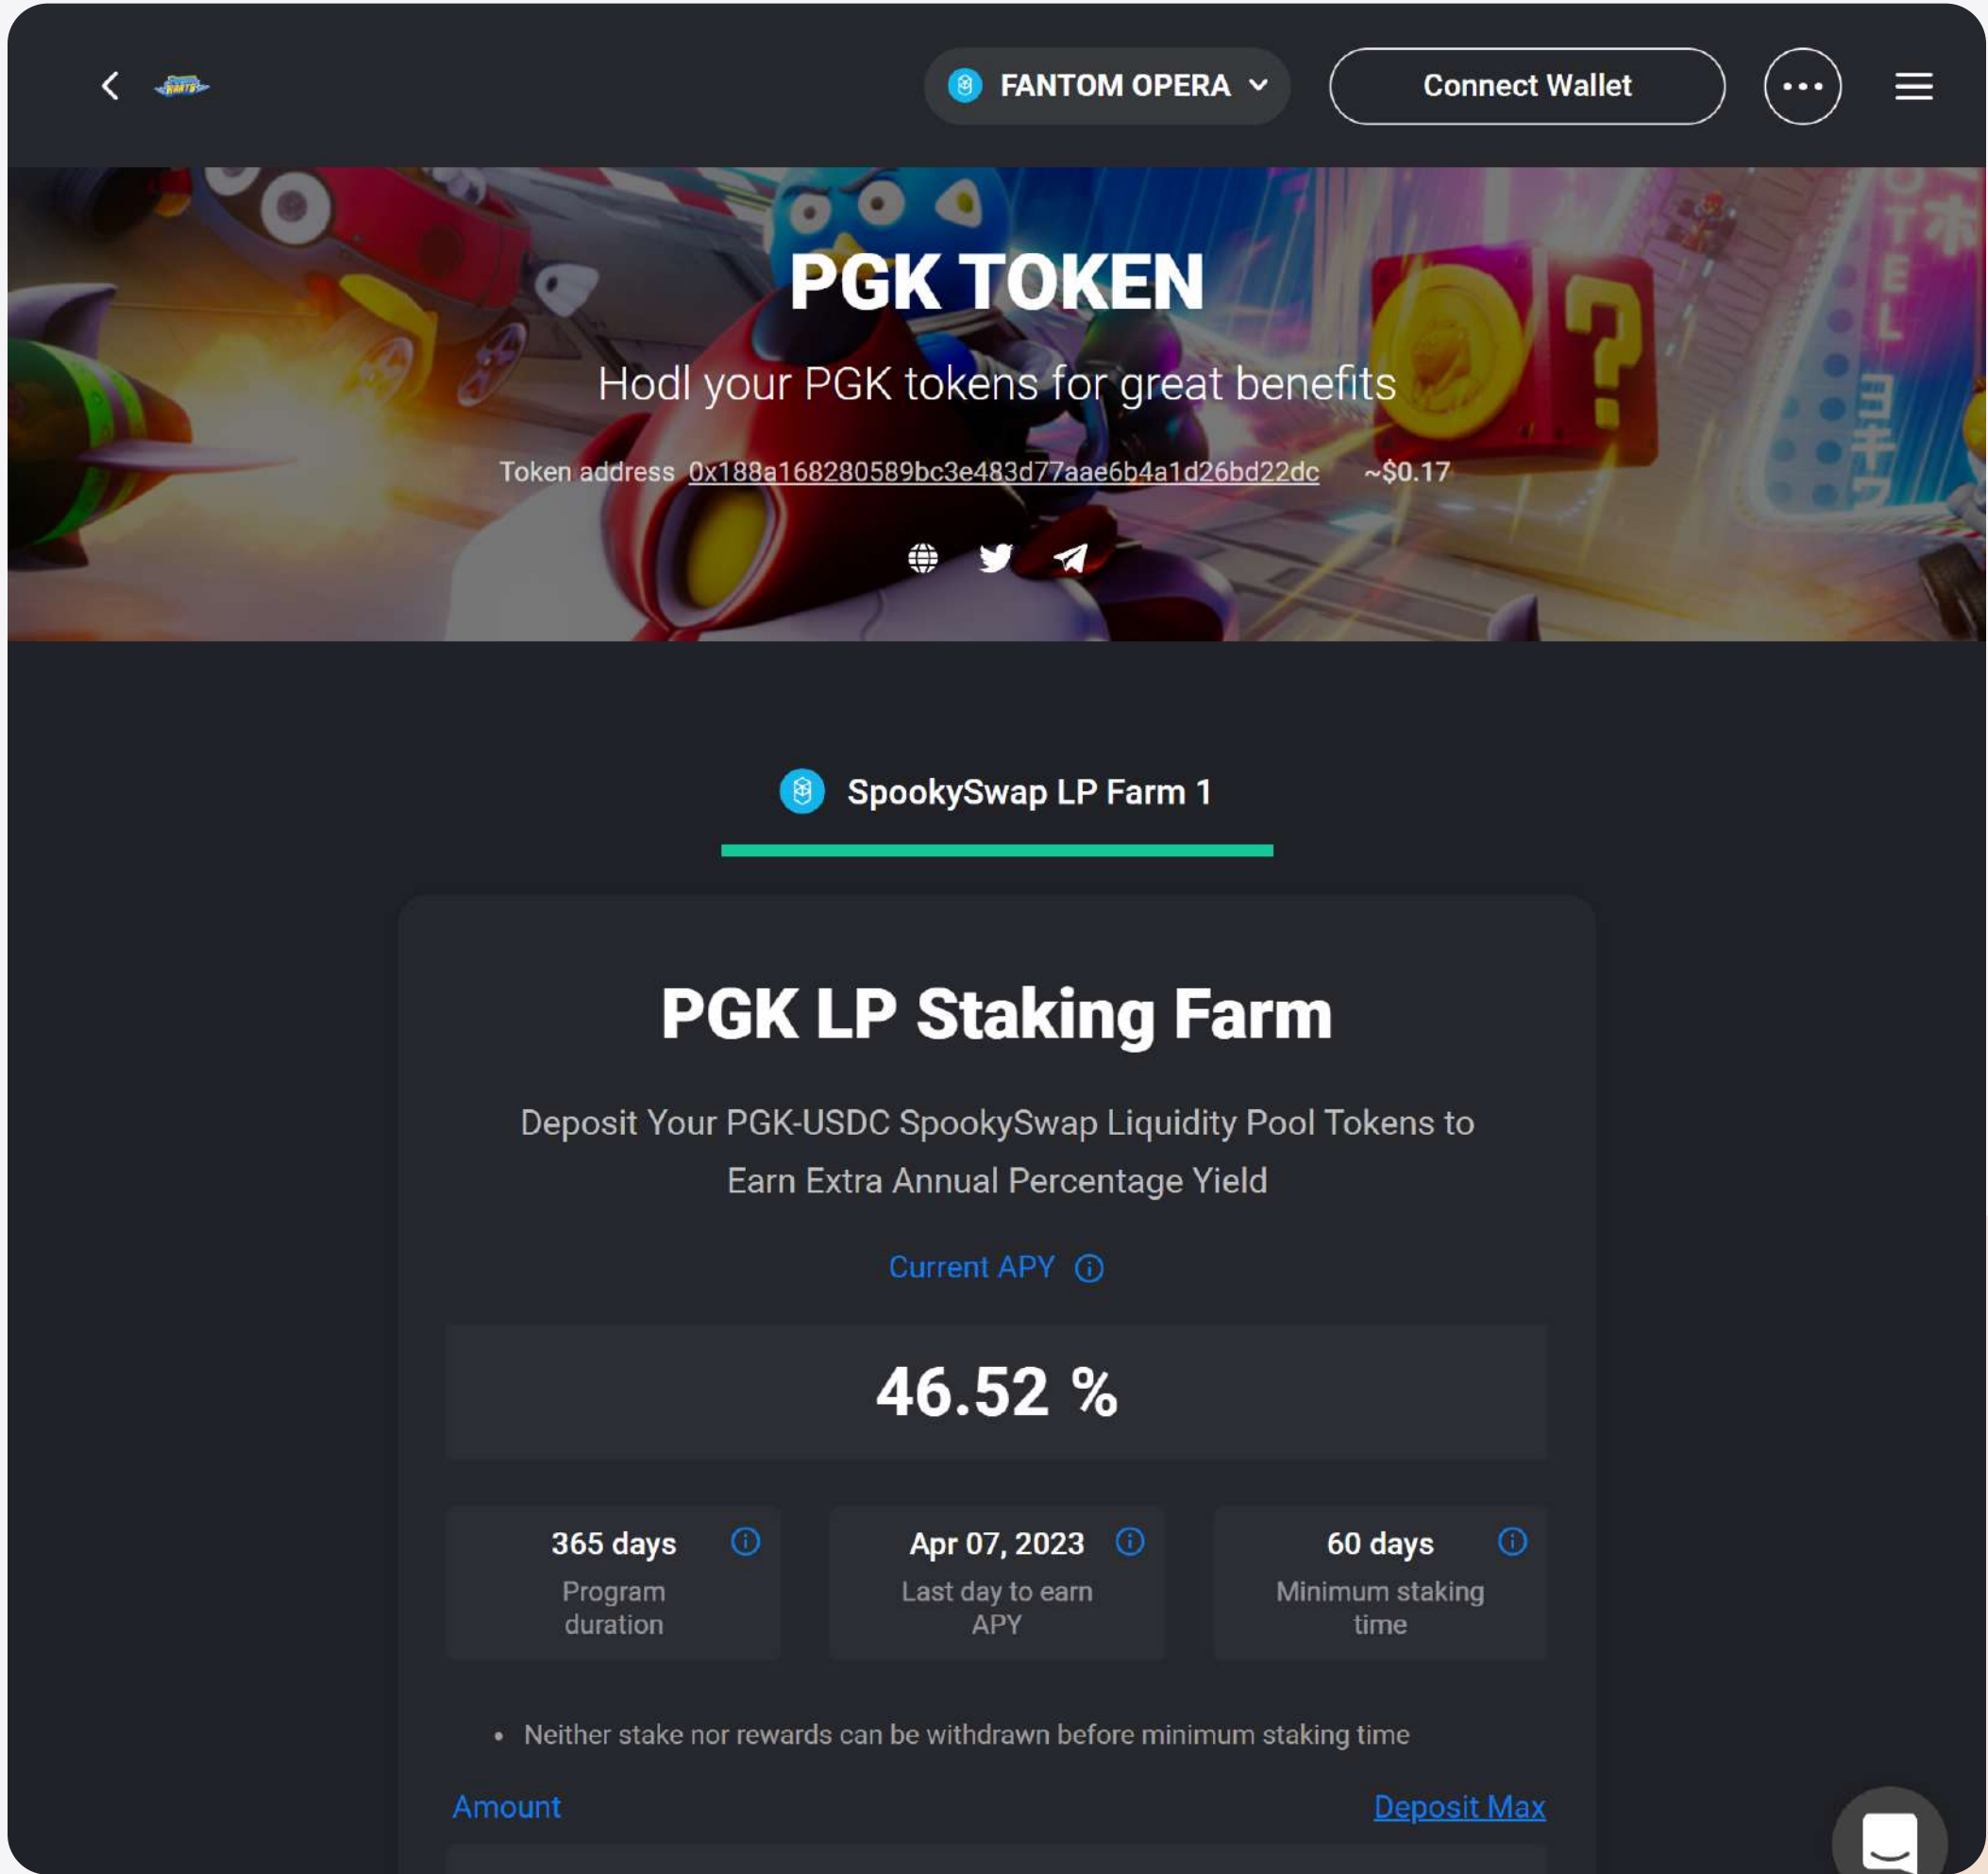 FANTOM OPERA
Connect Wallet
PGK TOKEN
Hodl your PGK tokens for great benefits
Token address 0x188a168280589bc3e483d77aae6b4a1d26bd22dc ~$0.17
SpookySwap LP Farm 1
PGK LP Staking Farm
Deposit Your PGK-USDC SpookySwap Liquidity Pool Tokens to
Earn Extra Annual Percentage Yield
Current APY
46.52 %
365 days
Program
duration
Apr 07, 2023
Last day to earn
APY
60 days
Minimum staking
time
• Neither stake nor rewards can be withdrawn before minimum staking time
Amount
Deposit Max